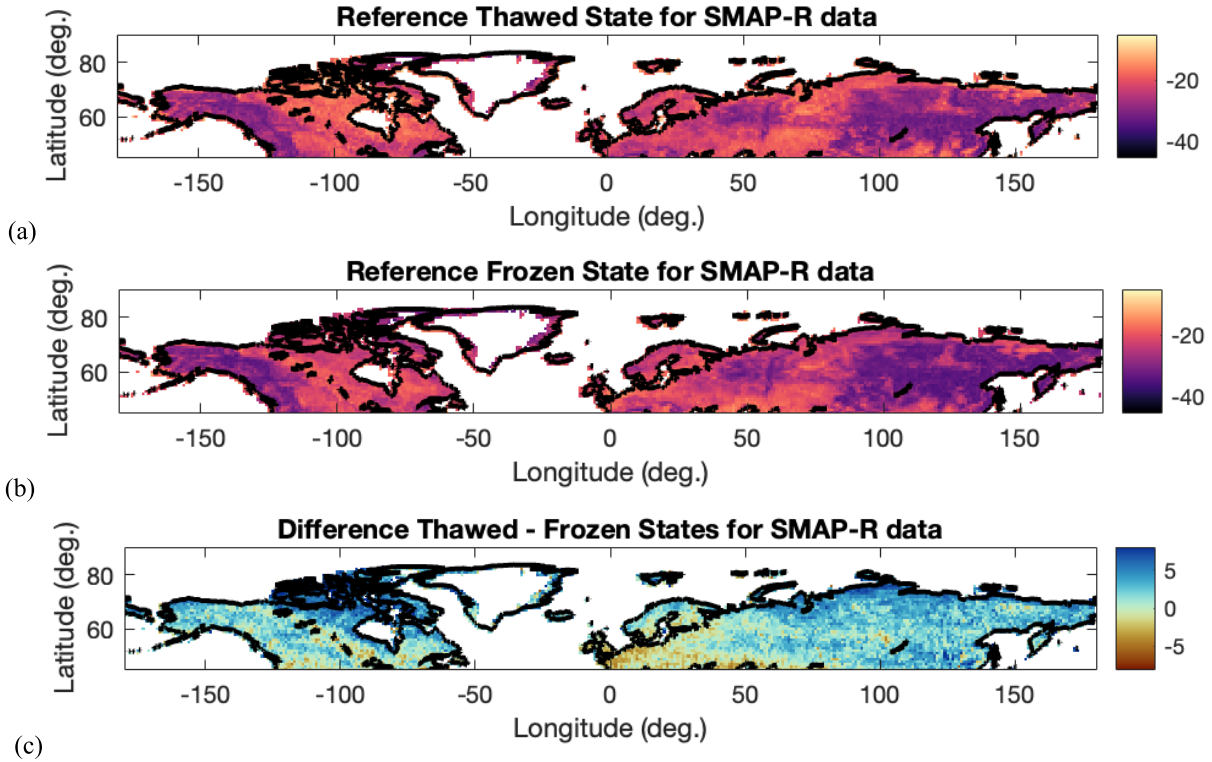 Reference Thawed State for SMAP-R data
Latitude (deg.)
80
60
-20
-40
-150 -100 -50 0 50 100 150
Longitude (deg.)
(a)
Reference Frozen State for SMAP-R data
Latitude (deg.)
80
60
-20
-40
-150 -100 -50 0 50 100 150
Longitude (deg.)
(b)
Difference Thawed - Frozen States for SMAP-R data
Latitude (deg.)
80
60
5
0
-5
-150 -100 -50 0 50 100 150
Longitude (deg.)
(c)